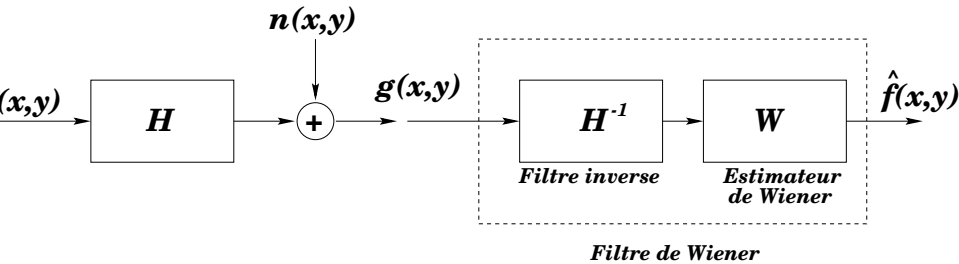 n(x,y)
(x,y)
H
+
g(x,y)
H⁻¹
W
f̂(x,y)
Filtre inverse
Estimateur
de Wiener
Filtre de Wiener